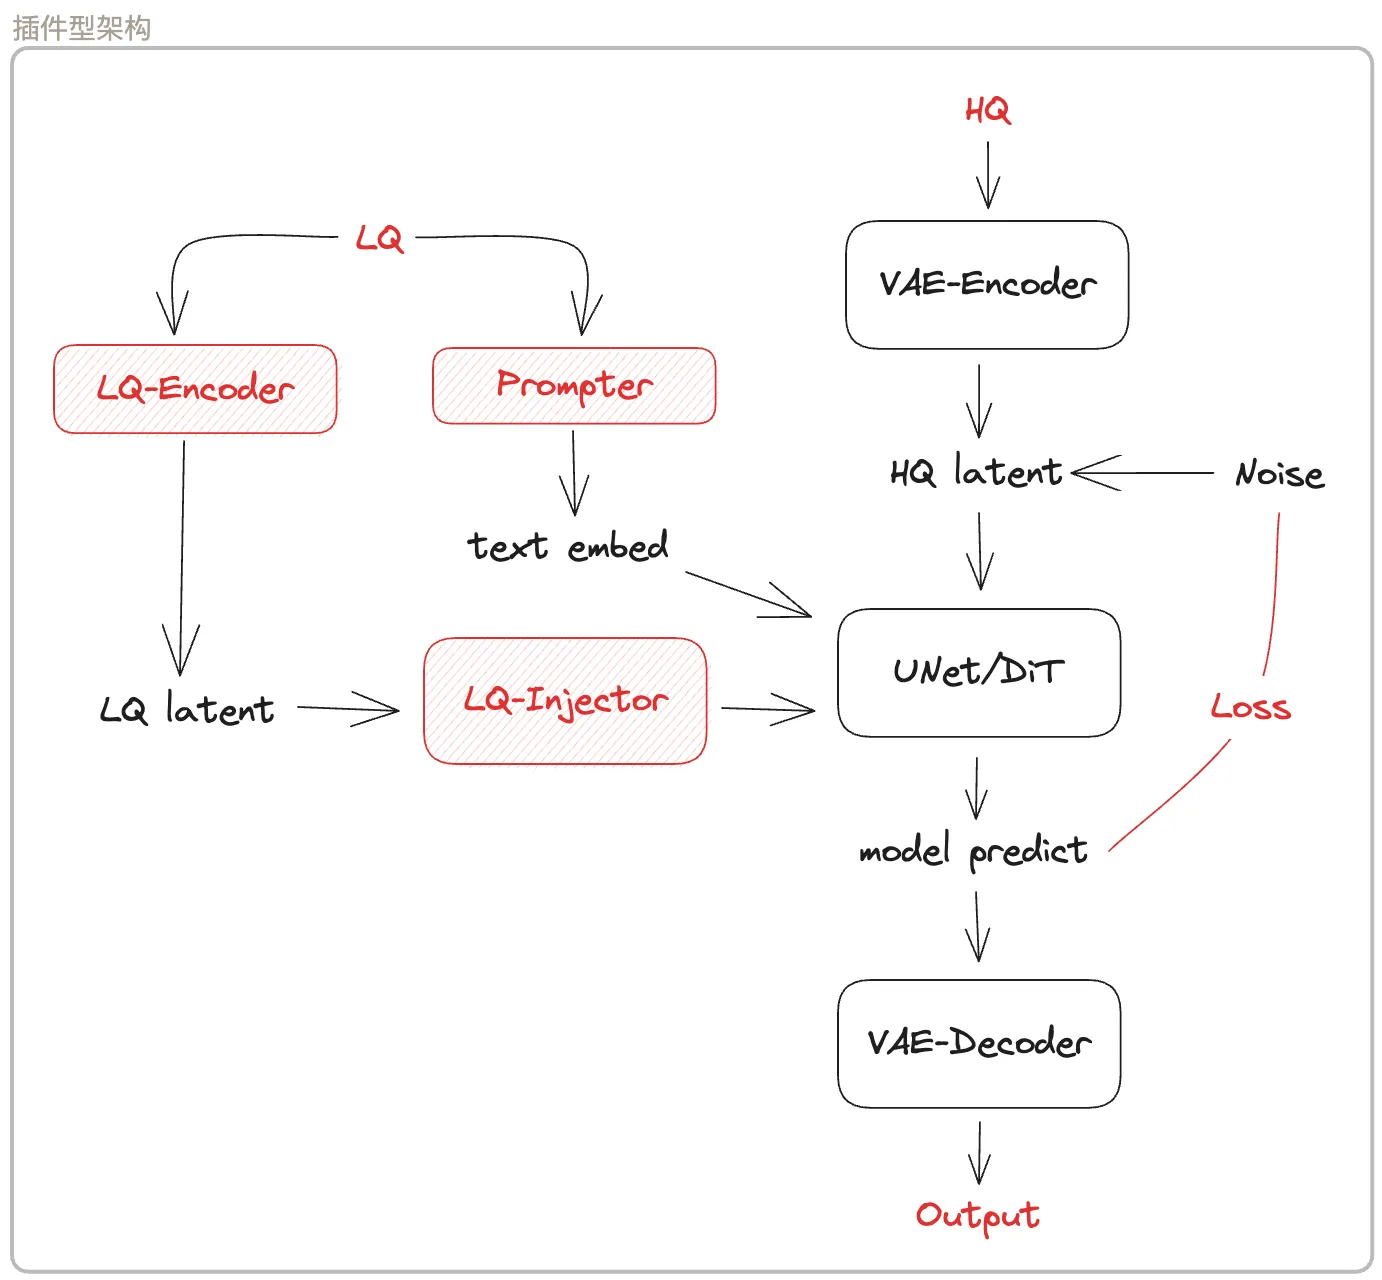 插件型架构
HQ
LQ
VAE-Encoder
LQ-Encoder
Prompter
HQ latent
Noise
text embed
UNet/DiT
LQ latent
LQ-Injector
Loss
model predict
VAE-Decoder
Output